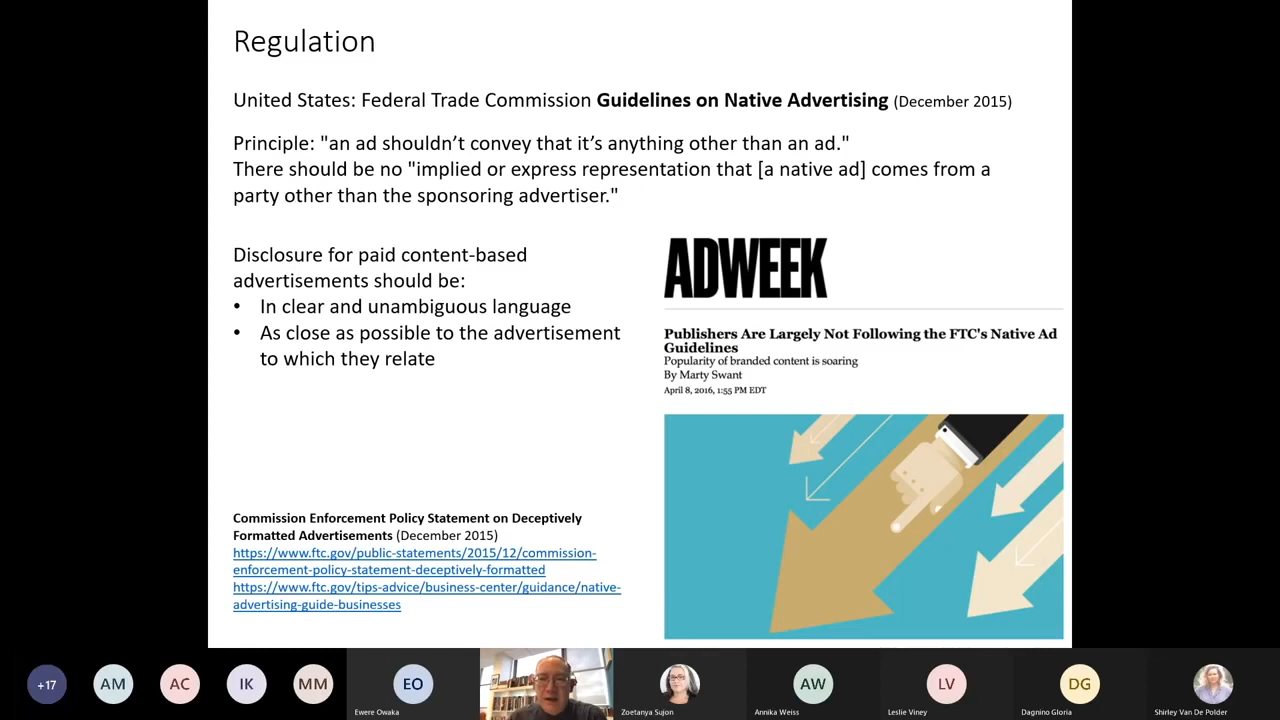 Regulation
United States: Federal Trade Commission Guidelines on Native Advertising (December 2015)
Principle: "an ad shouldn’t convey that it’s anything other than an ad."
There should be no "implied or express representation that [a native ad] comes from a
party other than the sponsoring advertiser."
Disclosure for paid content-based
advertisements should be:
• In clear and unambiguous language
• As close as possible to the advertisement
to which they relate
ADWEEK
Publishers Are Largely Not Following the FTC's Native Ad
Guidelines
Popularity of branded content is soaring
By Marty Swant
April 8, 2016, 1:55 PM EDT
Commission Enforcement Policy Statement on Deceptively
Formatted Advertisements (December 2015)
https://www.ftc.gov/public-statements/2015/12/commission-
enforcement-policy-statement-deceptively-formatted
https://www.ftc.gov/tips-advice/business-center/guidance/native-
advertising-guide-businesses
+17
AM
AC
IK
MM
EO
AW
LV
DG
Ewere Owaka
Zoetanya Sujon
Annika Weiss
Leslie Viney
Dagnino Gloria
Shirley Van De Polder